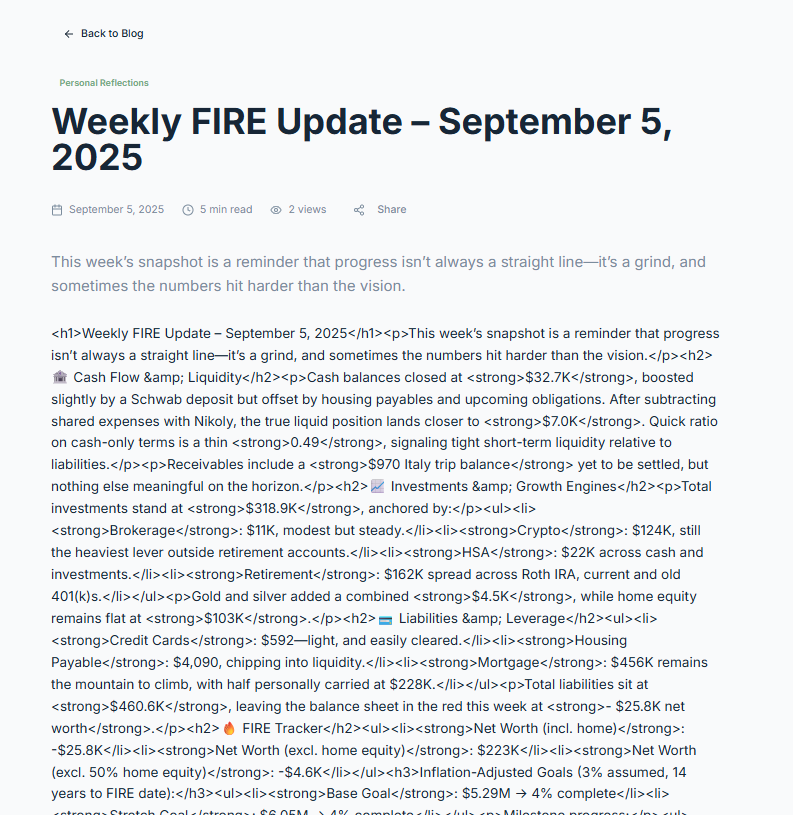 Back to Blog
Personal Reflections
Weekly FIRE Update – September 5,
2025
September 5, 2025 5 min read 2 views Share
This week’s snapshot is a reminder that progress isn’t always a straight line—it’s a grind, and
sometimes the numbers hit harder than the vision.
<h1>Weekly FIRE Update – September 5, 2025</h1><p>This week’s snapshot is a reminder that progress
isn’t always a straight line—it’s a grind, and sometimes the numbers hit harder than the vision.</p><h2>
🏦 Cash Flow &amp; Liquidity</h2><p>Cash balances closed at <strong>$32.7K</strong>, boosted
slightly by a Schwab deposit but offset by housing payables and upcoming obligations. After subtracting
shared expenses with Nikoly, the true liquid position lands closer to <strong>$7.0K</strong>. Quick ratio
on cash-only terms is a thin <strong>0.49</strong>, signaling tight short-term liquidity relative to
liabilities.</p><p>Receivables include a <strong>$970 Italy trip balance</strong> yet to be settled, but
nothing else meaningful on the horizon.</p><h2>📈 Investments &amp; Growth Engines</h2><p>Total
investments stand at <strong>$318.9K</strong>, anchored by:</p><ul><li>
<strong>Brokerage</strong>: $11K, modest but steady.</li><li><strong>Crypto</strong>: $124K, still
the heaviest lever outside retirement accounts.</li><li><strong>HSA</strong>: $22K across cash and
investments.</li><li><strong>Retirement</strong>: $162K spread across Roth IRA, current and old
401(k)s.</li></ul><p>Gold and silver added a combined <strong>$4.5K</strong>, while home equity
remains flat at <strong>$103K</strong>.</p><h2>💳 Liabilities &amp; Leverage</h2><ul><li>
<strong>Credit Cards</strong>: $592—light, and easily cleared.</li><li><strong>Housing
Payable</strong>: $4,090, chipping into liquidity.</li><li><strong>Mortgage</strong>: $456K remains
the mountain to climb, with half personally carried at $228K.</li></ul><p>Total liabilities sit at
<strong>$460.6K</strong>, leaving the balance sheet in the red this week at <strong>- $25.8K net
worth</strong>.</p><h2>🔥 FIRE Tracker</h2><ul><li><strong>Net Worth (incl. home)</strong>:
-$25.8K</li><li><strong>Net Worth (excl. home equity)</strong>: $223K</li><li><strong>Net Worth
(excl. 50% home equity)</strong>: -$4.6K</li></ul><h3>Inflation-Adjusted Goals (3% assumed, 14
years to FIRE date):</h3><ul><li><strong>Base Goal</strong>: $5.29M → 4% complete</li><li>
<strong>Stretch Goal</strong>: $6.05M → 4% complete</li></ul><p>Milestone progress:</p><ul>